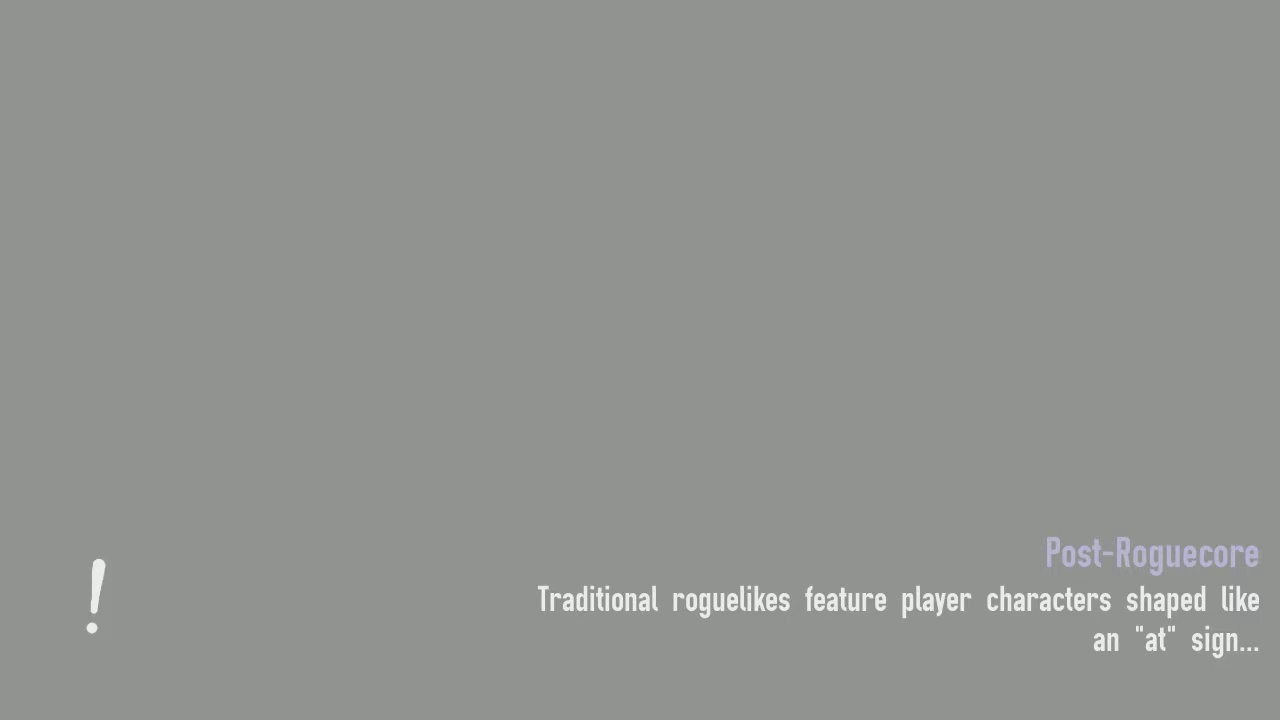 !
Post-Roguecore
Traditional roguelikes feature player characters shaped like
an "at" sign...